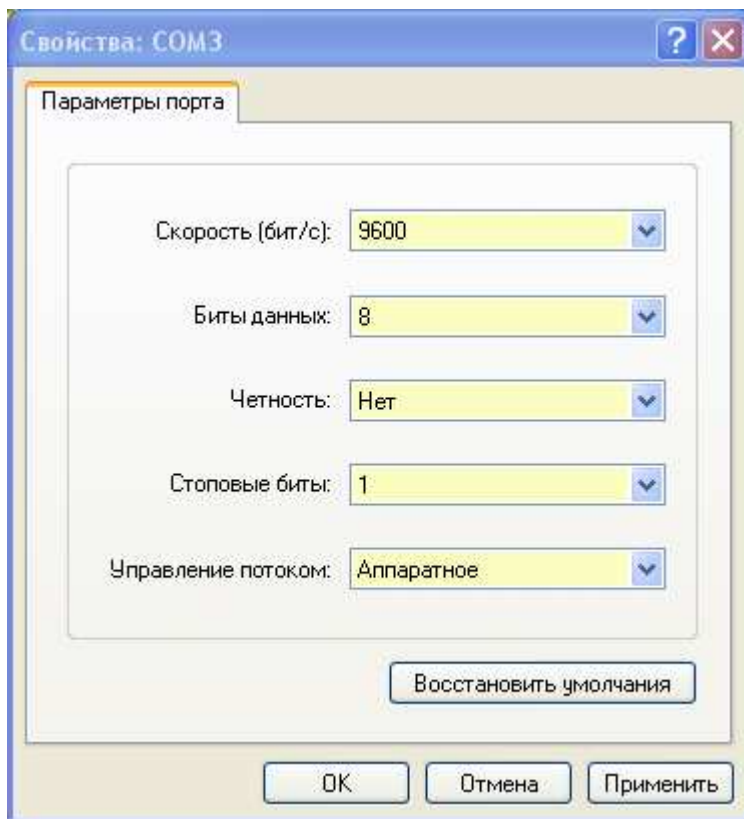 Свойства: COM3
Параметры порта
Скорость (бит/с): 9600
Биты данных: 8
Четность: Нет
Стоповые биты: 1
Управление потоком: Аппаратное
Восстановить умолчания
ОК Отмена Применить